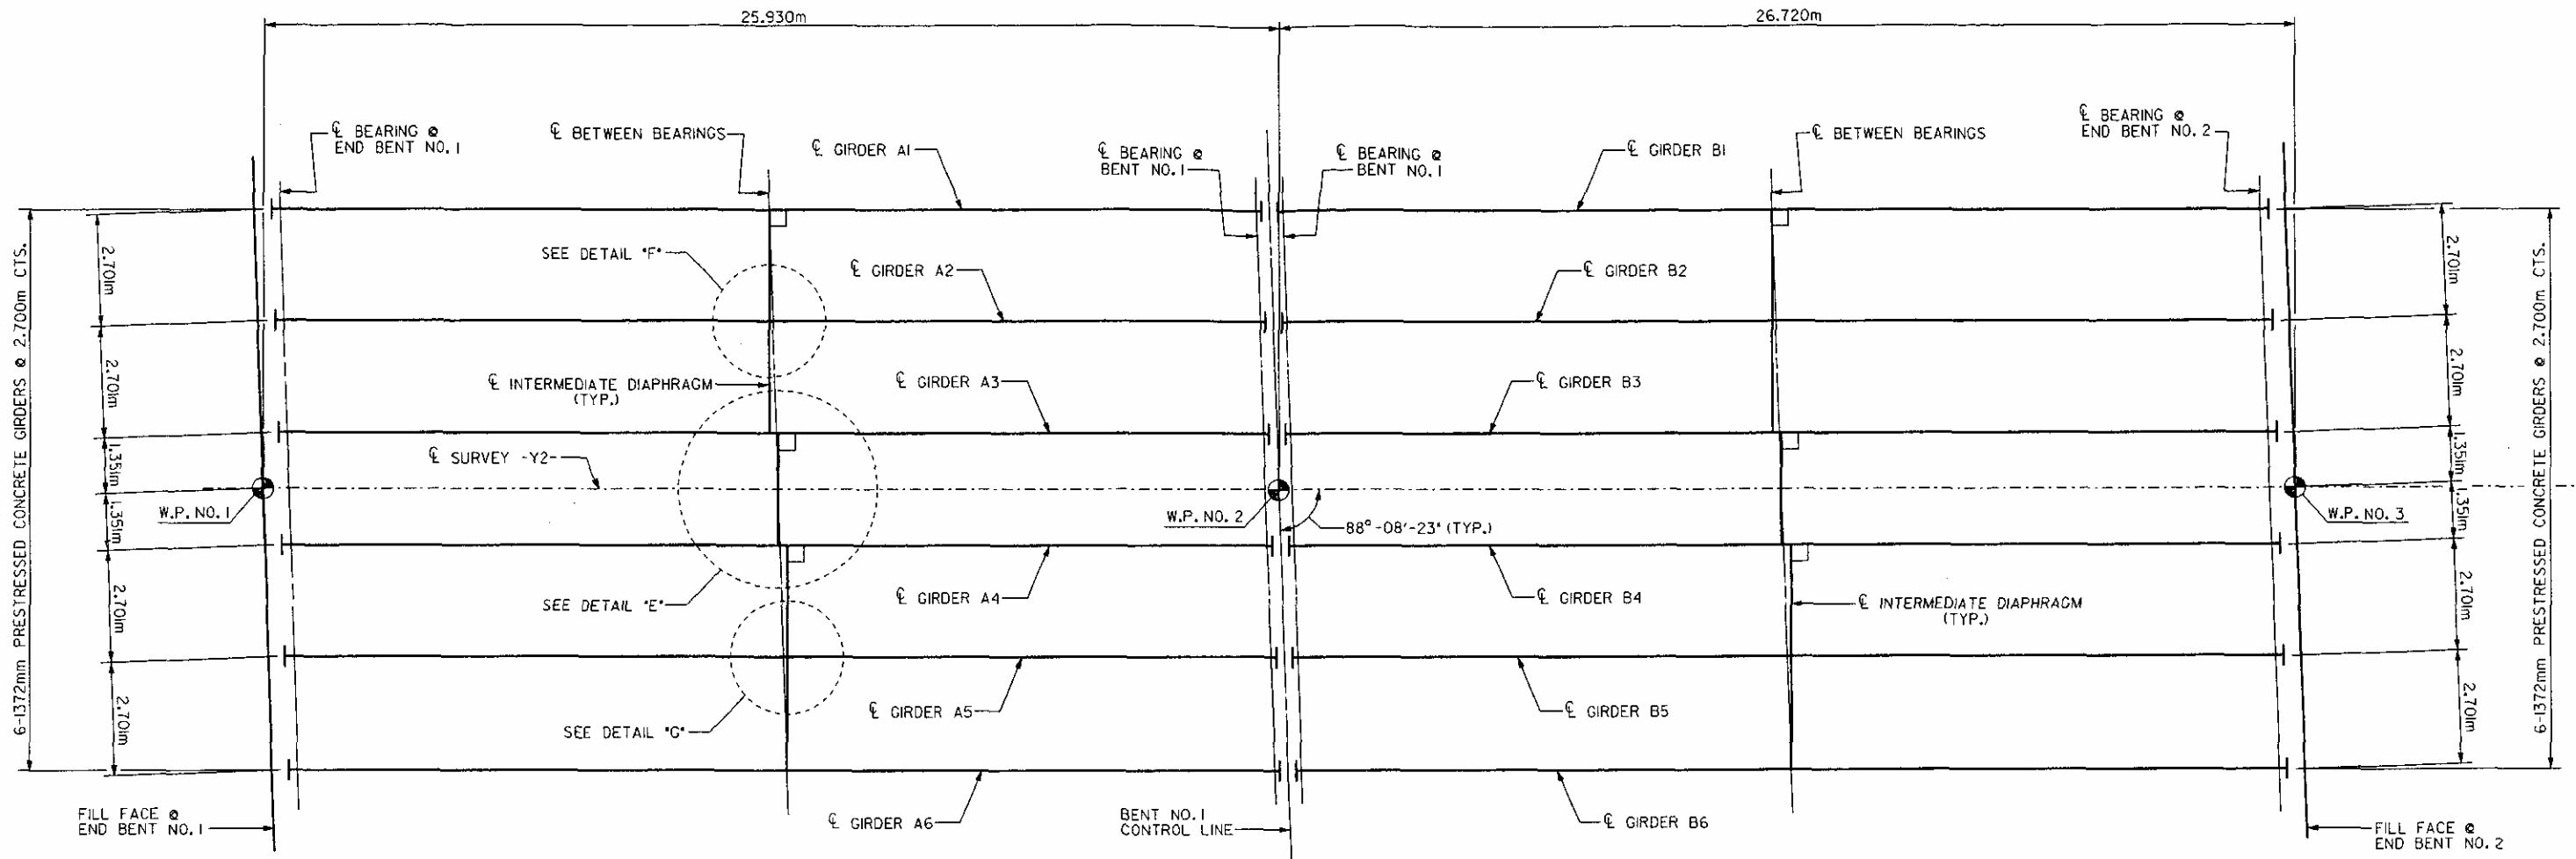 25.930m
26.720m
℄ BEARING @
END BENT NO. 1
℄ BETWEEN BEARINGS
℄ GIRDER A1
℄ BEARING @
BENT NO. 1
℄ BEARING @
BENT NO. 1
℄ GIRDER B1
℄ BETWEEN BEARINGS
℄ BEARING @
END BENT NO. 2
6-1372mm PRESTRESSED CONCRETE GIRDERS @ 2.700m CTS.
2.701m
2.701m
1.351m
1.351m
2.701m
2.701m
SEE DETAIL "F"
℄ GIRDER A2
℄ GIRDER B2
℄ INTERMEDIATE DIAPHRAGM
(TYP.)
℄ GIRDER A3
℄ GIRDER B3
℄ SURVEY -Y2-
W.P. NO. 1
W.P. NO. 2
88°-08'-23" (TYP.)
W.P. NO. 3
SEE DETAIL "E"
℄ GIRDER A4
℄ GIRDER B4
℄ INTERMEDIATE DIAPHRAGM
(TYP.)
SEE DETAIL "G"
℄ GIRDER A5
℄ GIRDER B5
FILL FACE @
END BENT NO. 1
℄ GIRDER A6
BENT NO. 1
CONTROL LINE
℄ GIRDER B6
FILL FACE @
END BENT NO. 2
2.701m
2.701m
1.351m
1.351m
2.701m
2.701m
6-1372mm PRESTRESSED CONCRETE GIRDERS @ 2.700m CTS.